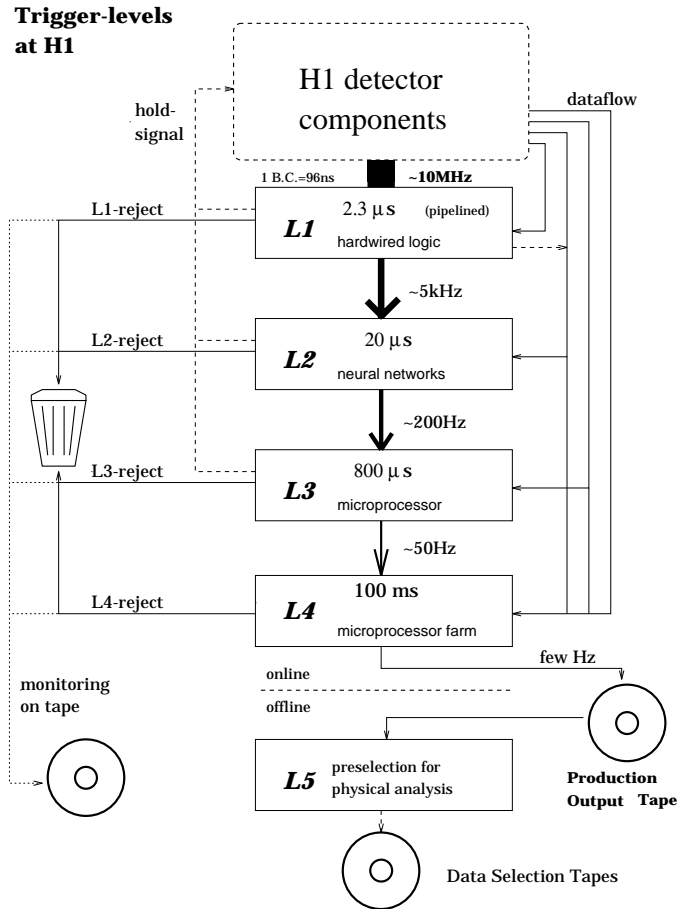 Trigger-levels
at H1
H1 detector
components
dataflow
hold-
signal
1 B.C.=96ns
~10MHz
L1-reject
L1
2.3 μs
(pipelined)
hardwired logic
~5kHz
L2-reject
L2
20 μs
neural networks
~200Hz
L3-reject
L3
800 μs
microprocessor
~50Hz
L4-reject
L4
100 ms
microprocessor farm
few Hz
online
offline
monitoring
on tape
L5
preselection for
physical analysis
Production
Output Tape
Data Selection Tapes